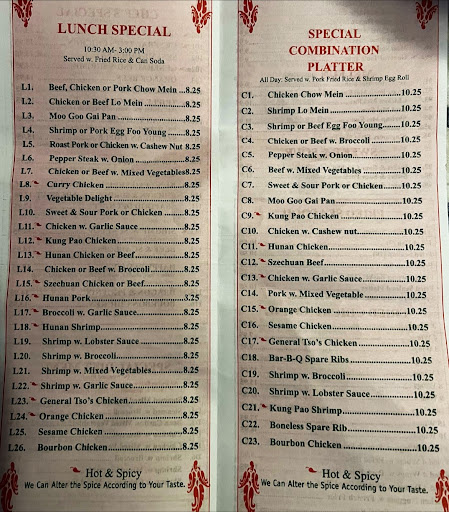 LUNCH SPECIAL
10:30 AM- 3:00 PM
Served w. Fried Rice & Can Soda
L1. Beef, Chicken or Pork Chow Mein...8.25
L2. Chicken or Beef Lo Mein...8.25
L3. Moo Goo Gai Pan...8.25
L4. Shrimp or Pork Egg Foo Young...8.25
L5. Roast Pork or Chicken w. Cashew Nut 8.25
L6. Pepper Steak w. Onion...8.25
L7. Chicken or Beef w. Mixed Vegetables8.25
L8. Curry Chicken...8.25
L9. Vegetable Delight...8.25
L10. Sweet & Sour Pork or Chicken...8.25
L11. Chicken w. Garlic Sauce...8.25
L12. Kung Pao Chicken...8.25
L13. Hunan Chicken or Beef...8.25
L14. Chicken or Beef w. Broccoli...8.25
L15. Szechuan Chicken or Beef...8.25
L16. Hunan Pork...3.25
L17. Broccoli w. Garlic Sauce...8.25
L18. Hunan Shrimp...8.25
L19. Shrimp w. Lobster Sauce...8.25
L20. Shrimp w. Broccoli...8.25
L21. Shrimp w. Mixed Vegetables...8.25
L22. Shrimp w. Garlic Sauce...8.25
L23. General Tso's Chicken...8.25
L24. Orange Chicken...8.25
L25. Sesame Chicken...8.25
L26. Bourbon Chicken...8.25
Hot & Spicy
We Can Alter the Spice According to Your Taste.
SPECIAL
COMBINATION
PLATTER
All Day: Served w. Pork Fried Rice & Shrimp Egg Roll
C1. Chicken Chow Mein...10.25
C2. Shrimp Lo Mein...10.25
C3. Shrimp or Beef Egg Foo Young...10.25
C4. Chicken or Beef w. Broccoli...10.25
C5. Pepper Steak w. Onion...10.25
C6. Beef w. Mixed Vegetables...10.25
C7. Sweet & Sour Pork or Chicken...10.25
C8. Moo Goo Gai Pan...10.25
C9. Kung Pao Chicken...10.25
C10. Chicken w. Cashew nut...10.25
C11. Hunan Chicken...10.25
C12. Szechuan Beef...10.25
C13. Chicken w. Garlic Sauce...10.25
C14. Pork w. Mixed Vegetable...10.25
C15. Orange Chicken...10.25
C16. Sesame Chicken...10.25
C17. General Tso's Chicken...10.25
C18. Bar-B-Q Spare Ribs...10.25
C19. Shrimp w. Broccoli...10.25
C20. Shrimp w. Lobster Sauce...10.25
C21. Kung Pao Shrimp...10.25
C22. Boneless Spare Rib...10.25
C23. Bourbon Chicken...10.25
Hot & Spicy
We Can Alter the Spice According to Your Taste.